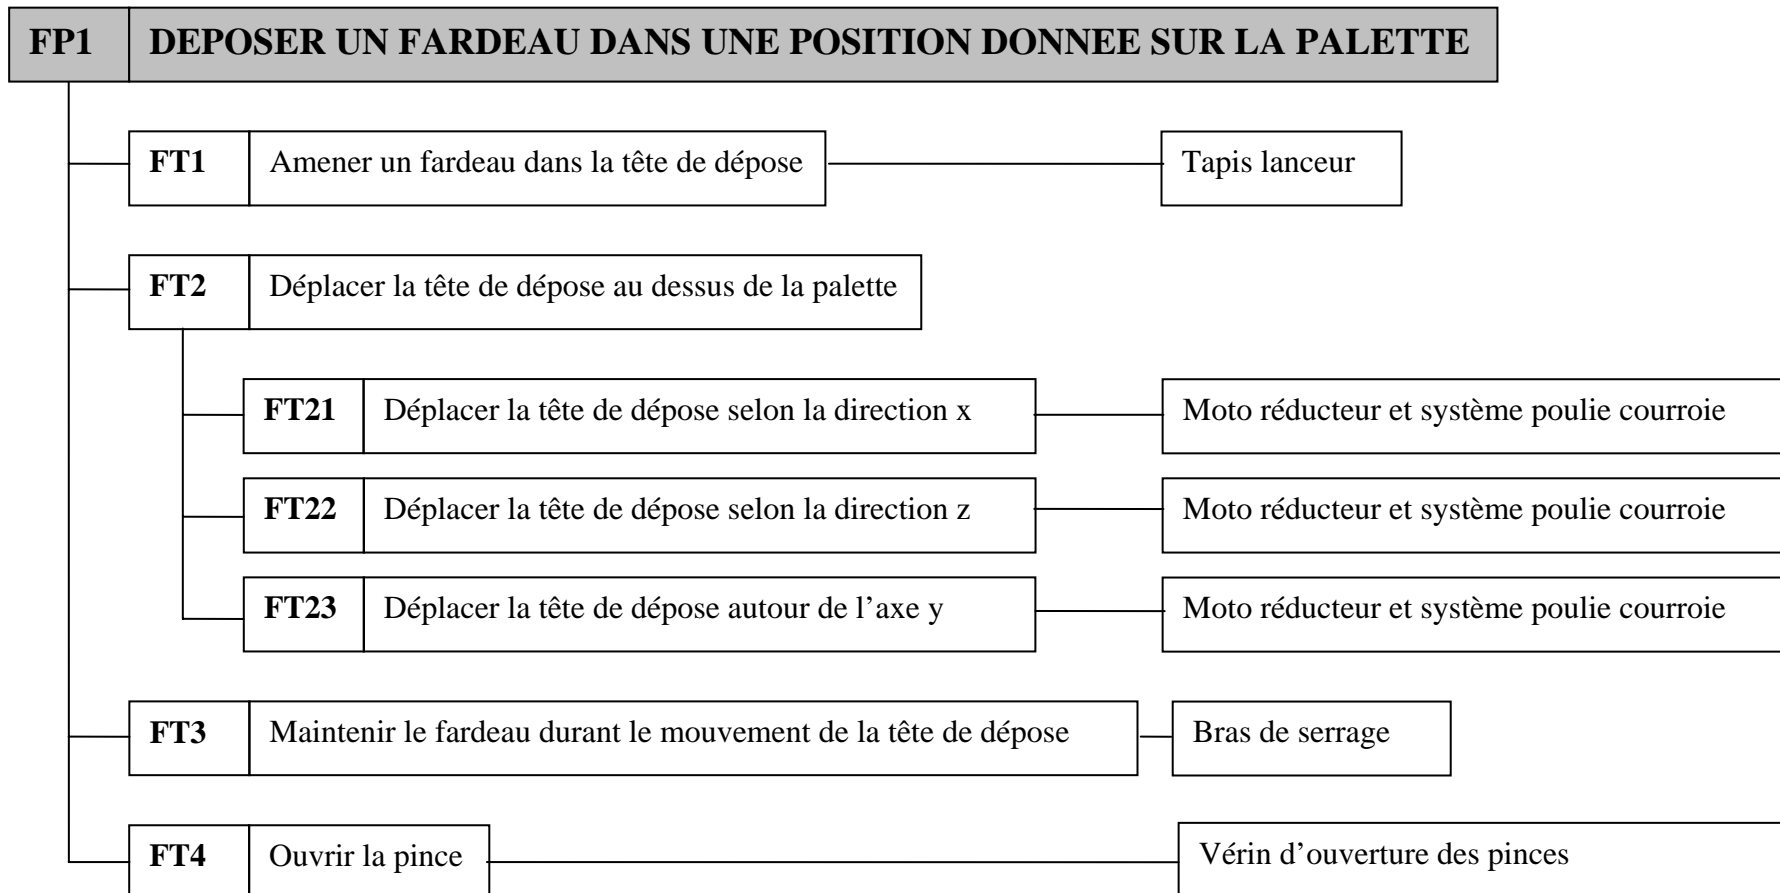 FP1 DEPOSER UN FARDEAU DANS UNE POSITION DONNEE SUR LA PALETTE
FT1 Amener un fardeau dans la tête de dépose Tapis lanceur
FT2 Déplacer la tête de dépose au dessus de la palette
FT21 Déplacer la tête de dépose selon la direction x Moto réducteur et système poulie courroie
FT22 Déplacer la tête de dépose selon la direction z Moto réducteur et système poulie courroie
FT23 Déplacer la tête de dépose autour de l’axe y Moto réducteur et système poulie courroie
FT3 Maintenir le fardeau durant le mouvement de la tête de dépose Bras de serrage
FT4 Ouvrir la pince Vérin d’ouverture des pinces